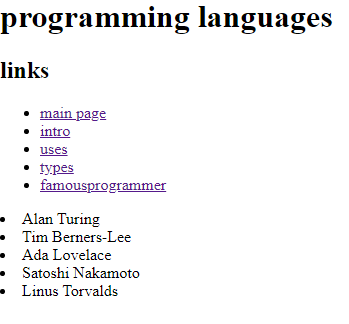 programming languages
links
main page
intro
uses
types
famousprogrammer
Alan Turing
Tim Berners-Lee
Ada Lovelace
Satoshi Nakamoto
Linus Torvalds